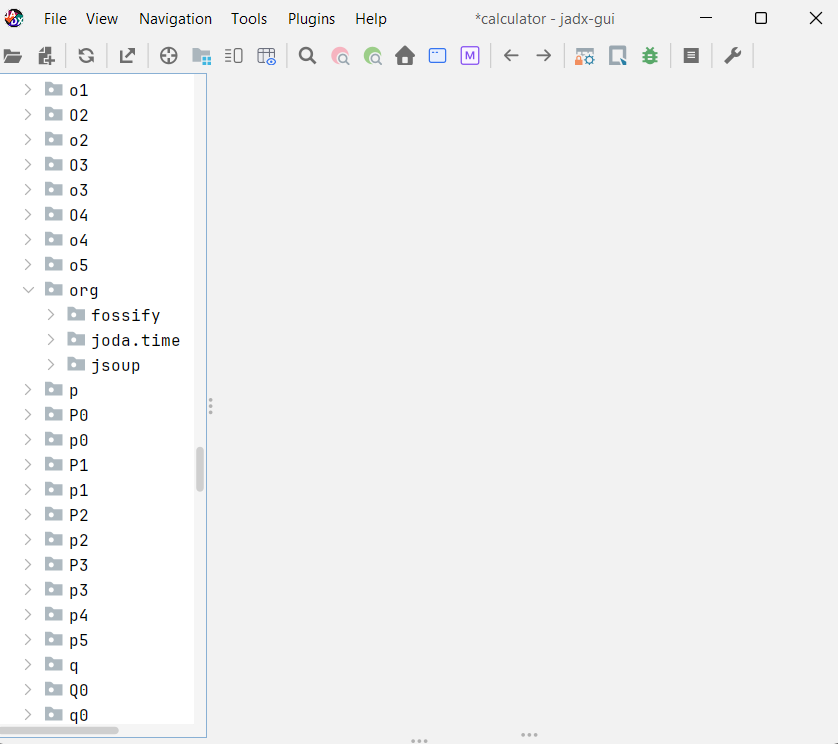 File View Navigation Tools Plugins Help *calculator - jadx-gui
M
o1
O2
o2
O3
o3
O4
o4
o5
org
fossify
joda.time
jsoup
p
P0
p0
P1
p1
P2
p2
P3
p3
p4
p5
q
Q0
q0